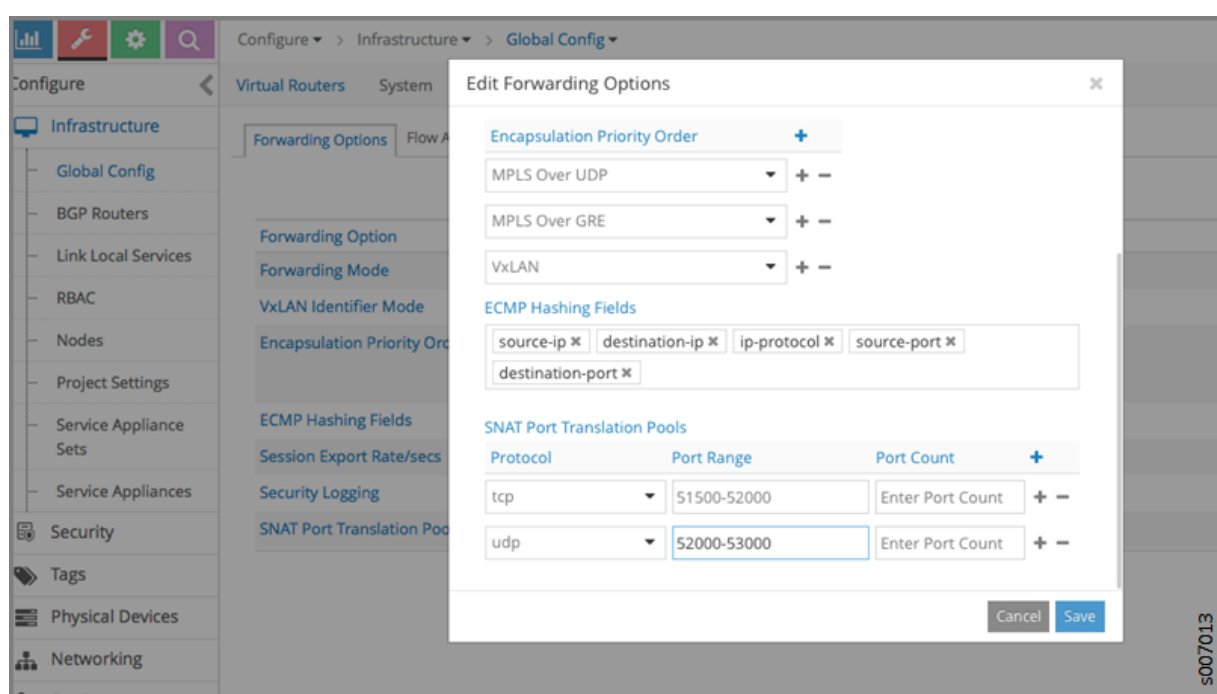 Configure > Infrastructure > Global Config
Configure
Virtual Routers System
Edit Forwarding Options
Infrastructure
Global Config
BGP Routers
Link Local Services
RBAC
Nodes
Project Settings
Service Appliance
Sets
Service Appliances
Security
Tags
Physical Devices
Networking
Forwarding Options Flow A
Forwarding Option
Forwarding Mode
VxLAN Identifier Mode
Encapsulation Priority Ord
ECMP Hashing Fields
Session Export Rate/secs
Security Logging
SNAT Port Translation Poo
Encapsulation Priority Order
MPLS Over UDP
MPLS Over GRE
VxLAN
ECMP Hashing Fields
source-ip destination-ip ip-protocol source-port
destination-port
SNAT Port Translation Pools
Protocol Port Range Port Count
tcp 51500-52000 Enter Port Count
udp 52000-53000 Enter Port Count
Cancel Save
s007013